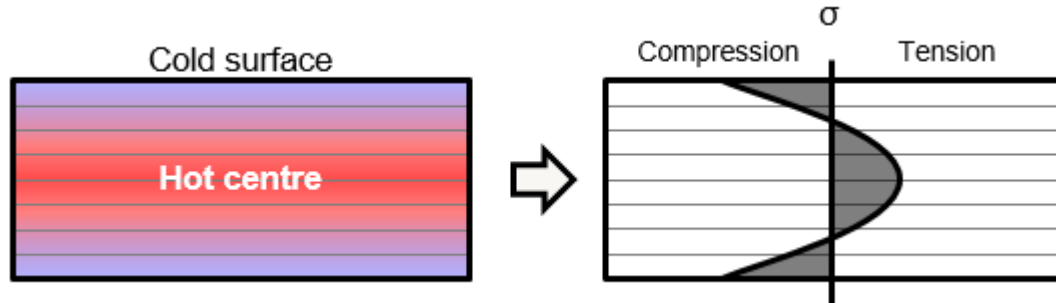 Cold surface
Hot centre
σ
Compression
Tension